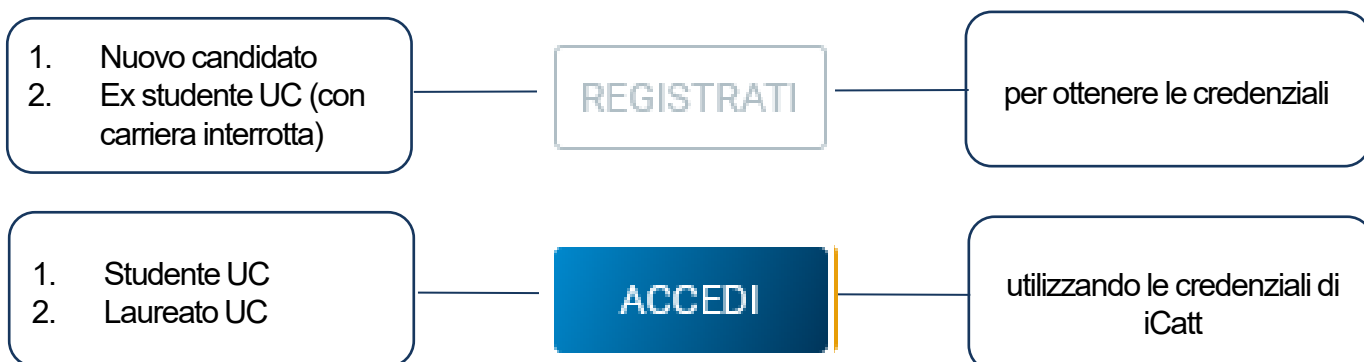 1. Nuovo candidato
2. Ex studente UC (con
carriera interrotta)
REGISTRATI
per ottenere le credenziali
1. Studente UC
2. Laureato UC
ACCEDI
utilizzando le credenziali di
iCatt